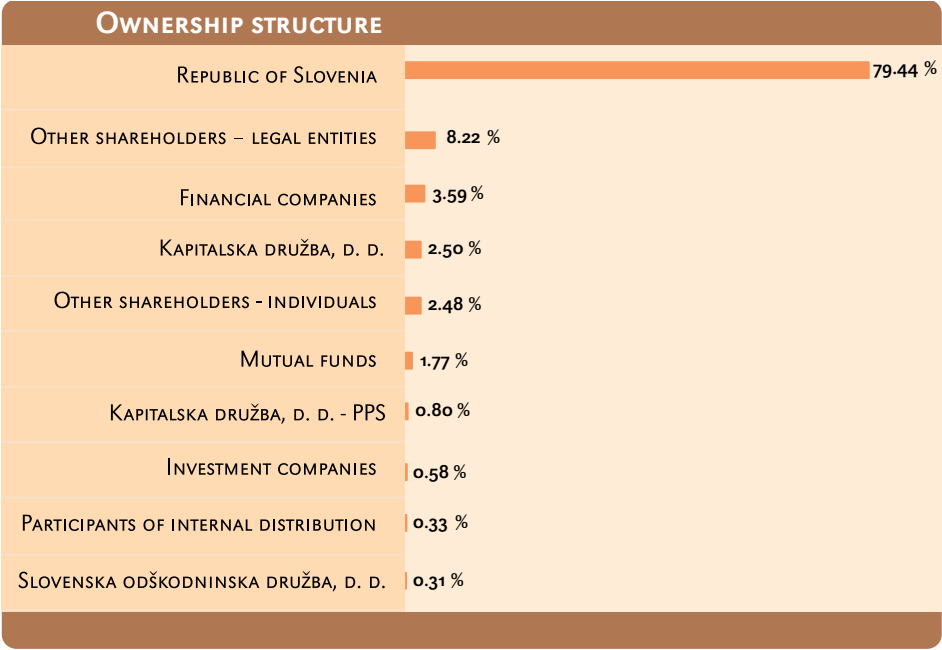 Ownership structure
Republic of Slovenia 79.44 %
Other shareholders – legal entities 8.22 %
Financial companies 3.59 %
Kapitalska družba, d. d. 2.50 %
Other shareholders - individuals 2.48 %
Mutual funds 1.77 %
Kapitalska družba, d. d. - PPS 0.80 %
Investment companies 0.58 %
Participants of internal distribution 0.33 %
Slovenska odškodninska družba, d. d. 0.31 %